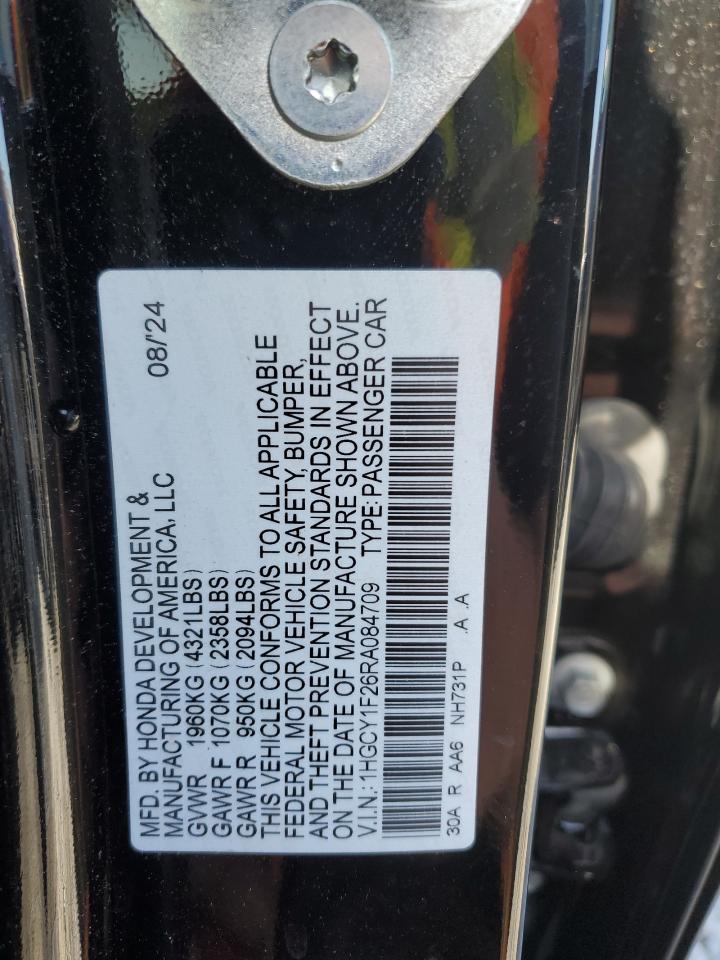 MFD. BY HONDA DEVELOPMENT &
MANUFACTURING OF AMERICA, LLC 08/'24
GVWR 1960KG (4321LBS)
GAWR F 1070KG (2358LBS)
GAWR R 950KG (2094LBS)
THIS VEHICLE CONFORMS TO ALL APPLICABLE
FEDERAL MOTOR VEHICLE SAFETY, BUMPER,
AND THEFT PREVENTION STANDARDS IN EFFECT
ON THE DATE OF MANUFACTURE SHOWN ABOVE.
V.I.N.: 1HGCY1F26RA084709 TYPE: PASSENGER CAR
30A R AA6 NH731P .A .A